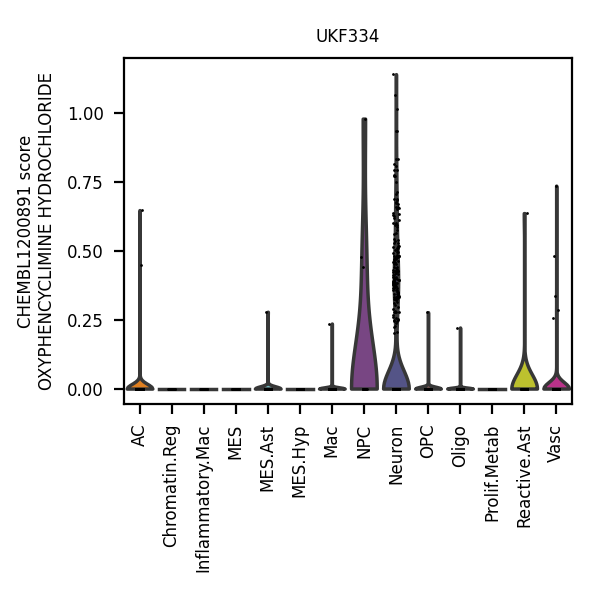 UKF334
CHEMBL1200891 score
OXYPHENCYCLIMINE HYDROCHLORIDE
1.00
0.75
0.50
0.25
0.00
AC
Chromatin.Reg
Inflammatory.Mac
MES
MES.Ast
MES.Hyp
Mac
NPC
Neuron
OPC
Oligo
Prolif.Metab
Reactive.Ast
Vasc